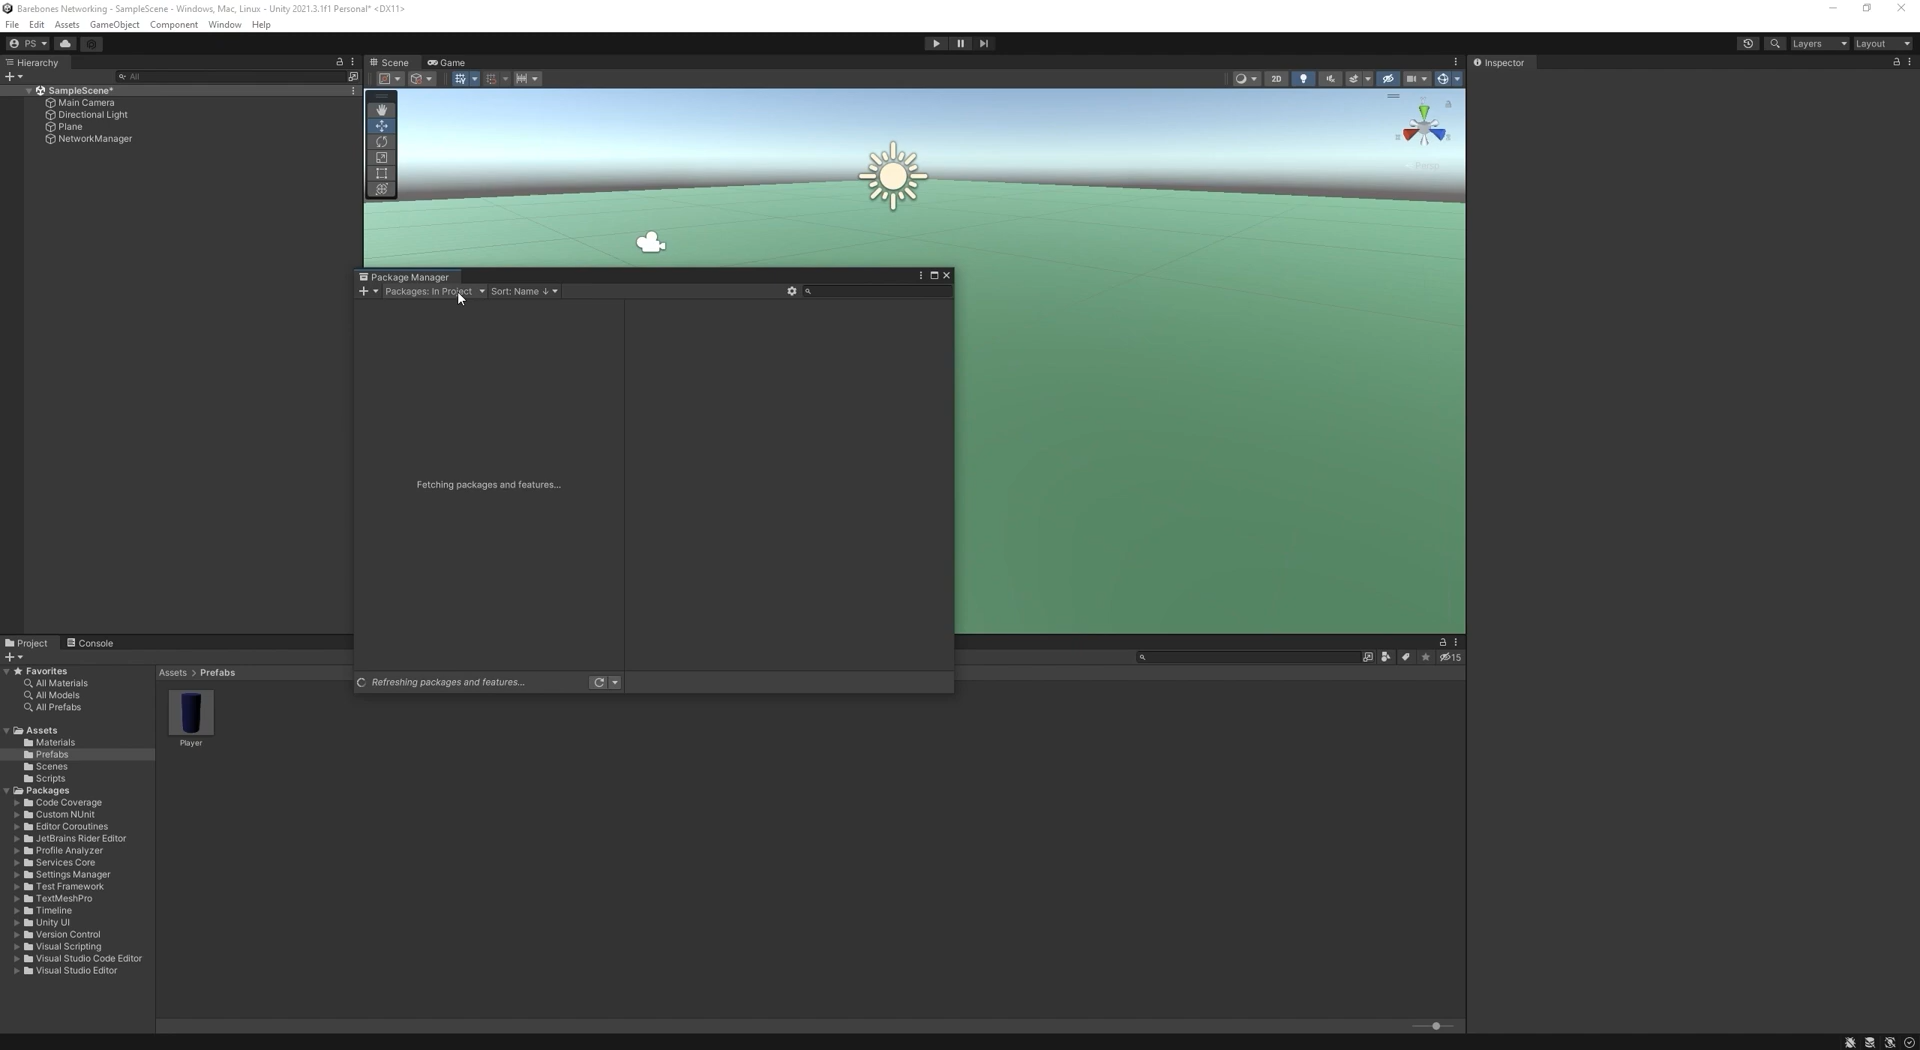 Barebones Networking - SampleScene - Windows, Mac, Linux - Unity 2021.3.1f1 Personal* <DX11>
File Edit Assets GameObject Component Window Help
PS Layers Layout
Hierarchy
All
SampleScene*
Main Camera
Directional Light
Plane
NetworkManager
Scene Game
2D
Persp
Inspector
Package Manager
Packages: In Project Sort: Name ↓
Fetching packages and features...
Refreshing packages and features...
Project Console
15
Favorites
All Materials
All Models
All Prefabs
Assets
Materials
Prefabs
Scenes
Scripts
Packages
Code Coverage
Custom NUnit
Editor Coroutines
JetBrains Rider Editor
Profile Analyzer
Services Core
Settings Manager
Test Framework
TextMeshPro
Timeline
Unity UI
Version Control
Visual Scripting
Visual Studio Code Editor
Visual Studio Editor
Assets > Prefabs
Player